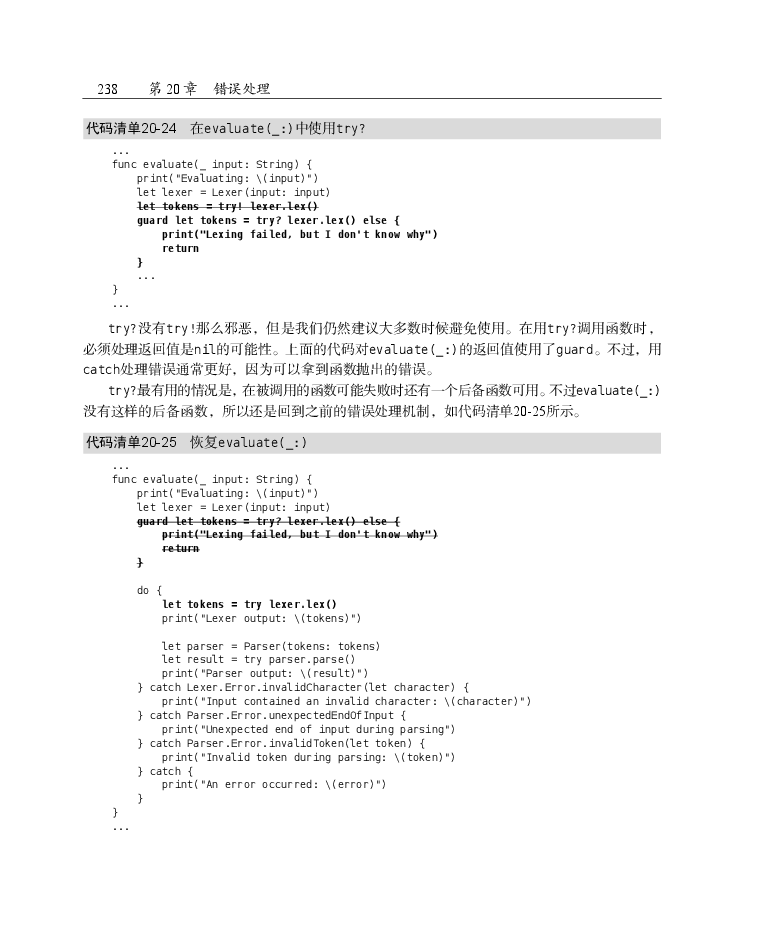 238 第 20 章 错误处理
代码清单20-24 在evaluate(_:)中使用try?
...
func evaluate(_ input: String) {
    print("Evaluating: \(input)")
    let lexer = Lexer(input: input)
    let tokens = try! lexer.lex()
    guard let tokens = try? lexer.lex() else {
        print("Lexing failed, but I don't know why")
        return
    }
    ...
}
...
try?没有try!那么邪恶，但是我们仍然建议大多数时候避免使用。在用try?调用函数时，
必须处理返回值是nil的可能性。上面的代码对evaluate(_:)的返回值使用了guard。不过，用
catch处理错误通常更好，因为可以拿到函数抛出的错误。
try?最有用的情况是，在被调用的函数可能失败时还有一个后备函数可用。不过evaluate(_:)
没有这样的后备函数，所以还是回到之前的错误处理机制，如代码清单20-25所示。
代码清单20-25 恢复evaluate(_:)
...
func evaluate(_ input: String) {
    print("Evaluating: \(input)")
    let lexer = Lexer(input: input)
    guard let tokens = try? lexer.lex() else {
        print("Lexing failed, but I don't know why")
        return
    }
    do {
        let tokens = try lexer.lex()
        print("Lexer output: \(tokens)")
        let parser = Parser(tokens: tokens)
        let result = try parser.parse()
        print("Parser output: \(result)")
    } catch Lexer.Error.invalidCharacter(let character) {
        print("Input contained an invalid character: \(character)")
    } catch Parser.Error.unexpectedEndOfInput {
        print("Unexpected end of input during parsing")
    } catch Parser.Error.invalidToken(let token) {
        print("Invalid token during parsing: \(token)")
    } catch {
        print("An error occurred: \(error)")
    }
}
...